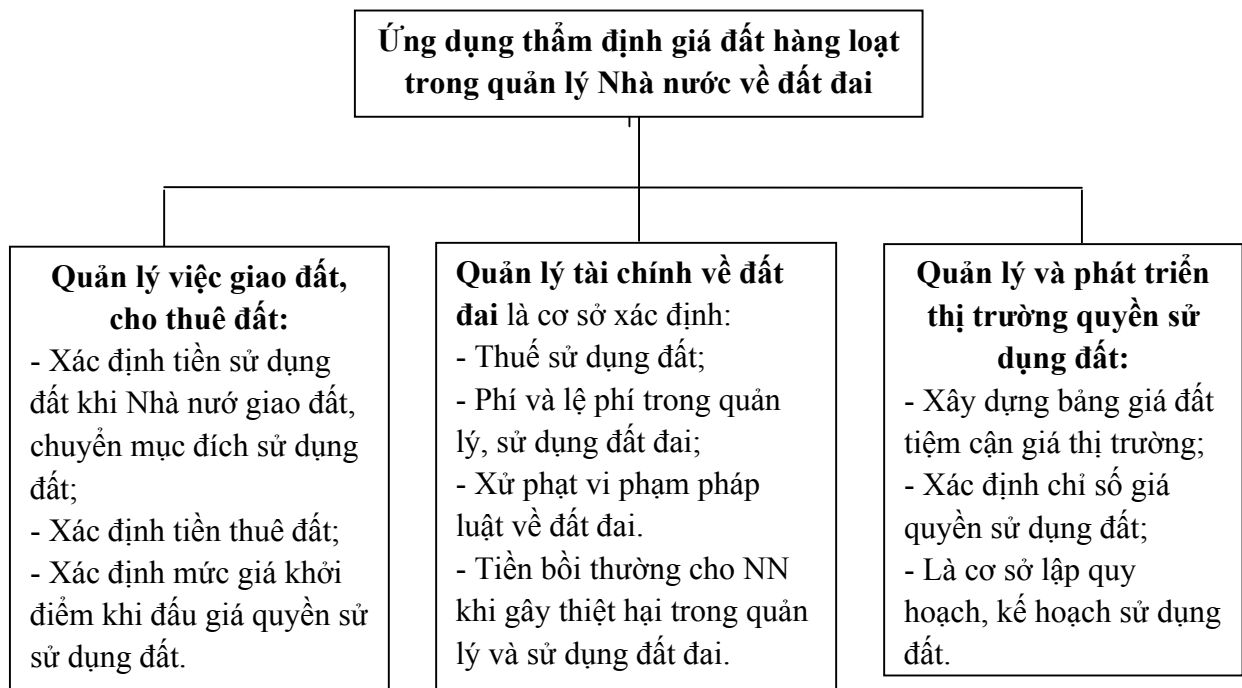 Ứng dụng thẩm định giá đất hàng loạt
trong quản lý Nhà nước về đất đai
Quản lý việc giao đất,
cho thuê đất:
- Xác định tiền sử dụng
đất khi Nhà nướ giao đất,
chuyển mục đích sử dụng
đất;
- Xác định tiền thuê đất;
- Xác định mức giá khởi
điểm khi đấu giá quyền sử
sử dụng đất.
Quản lý tài chính về đất
đai là cơ sở xác định:
- Thuế sử dụng đất;
- Phí và lệ phí trong quản
lý, sử dụng đất đai;
- Xử phạt vi phạm pháp
luật về đất đai.
- Tiền bồi thường cho NN
khi gây thiệt hại trong quản
lý và sử dụng đất đai.
Quản lý và phát triển
thị trường quyền sử
dụng đất:
- Xây dựng bảng giá đất
tiệm cận giá thị trường;
- Xác định chỉ số giá
quyền sử dụng đất;
- Là cơ sở lập quy
hoạch, kế hoạch sử dụng
đất.